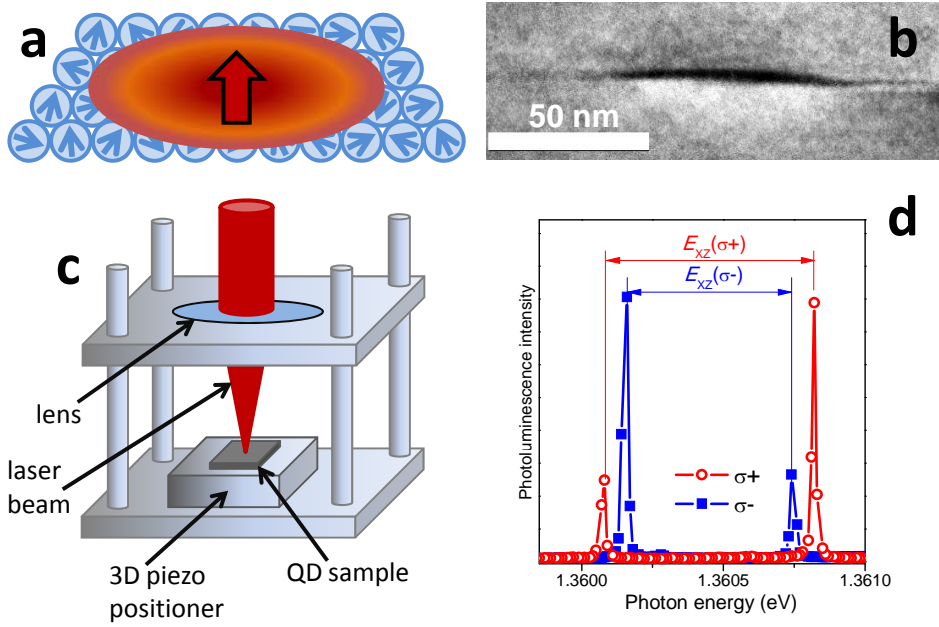 a
b
50 nm
c
lens
laser
beam
3D piezo
positioner
QD sample
d
E_XZ(σ+)
E_XZ(σ-)
Photoluminescence intensity
σ+
σ-
1.3600
1.3605
1.3610
Photon energy (eV)